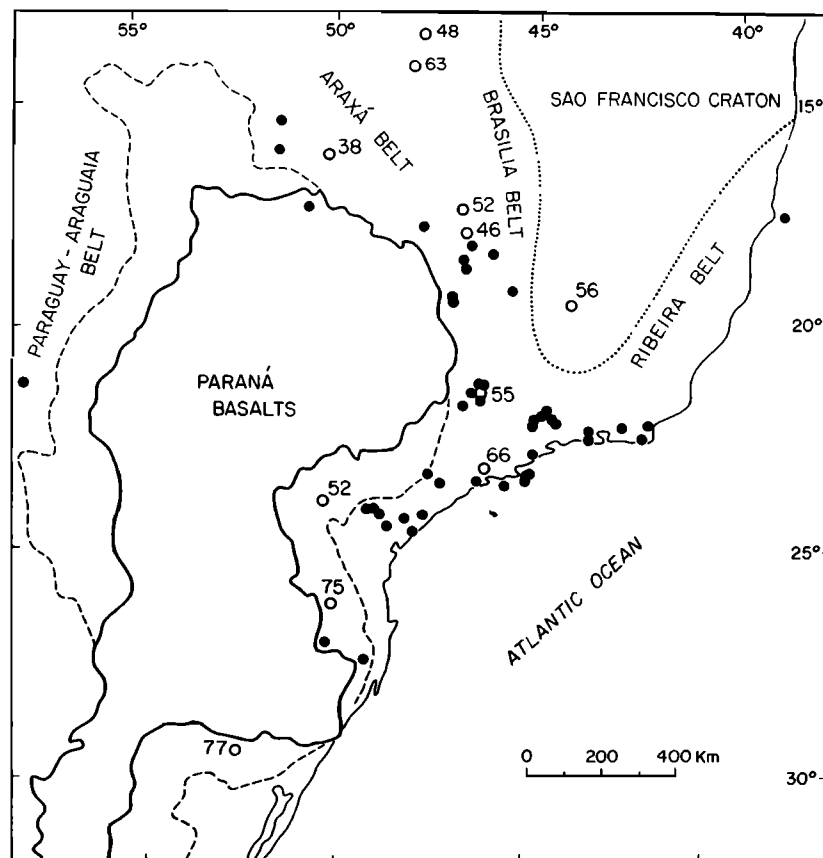 55° 50° 45° 40°
48
63
ARAXÁ BELT
BRASILIA BELT
SAO FRANCISCO CRATON
15°
38
52
46
PARAGUAY-ARAGUAIA
BELT
56
RIBEIRA BELT
20°
PARANÁ
BASALTS
55
66
52
25°
ATLANTIC OCEAN
75
77
0 200 400 Km
30°